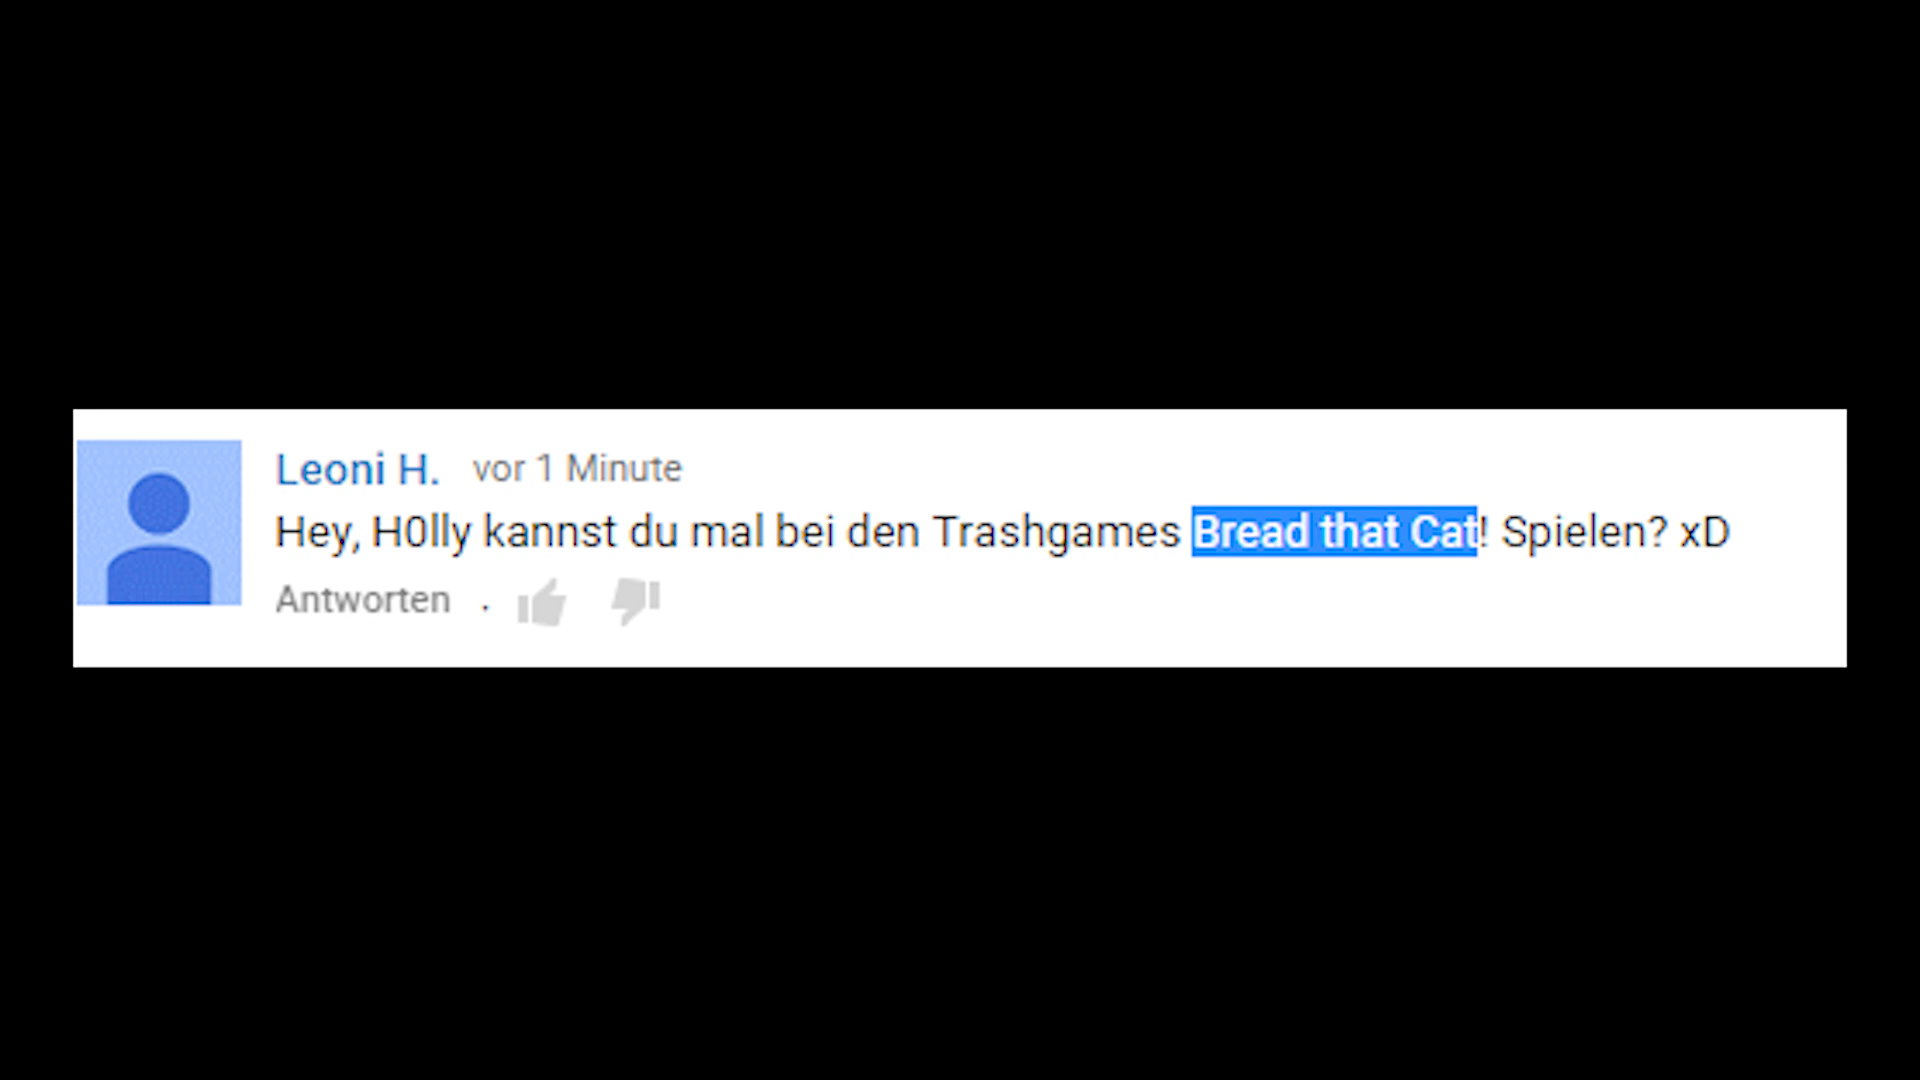 Leoni H. vor 1 Minute
Hey, H0lly kannst du mal bei den Trashgames Bread that Cat! Spielen? xD
Antworten .